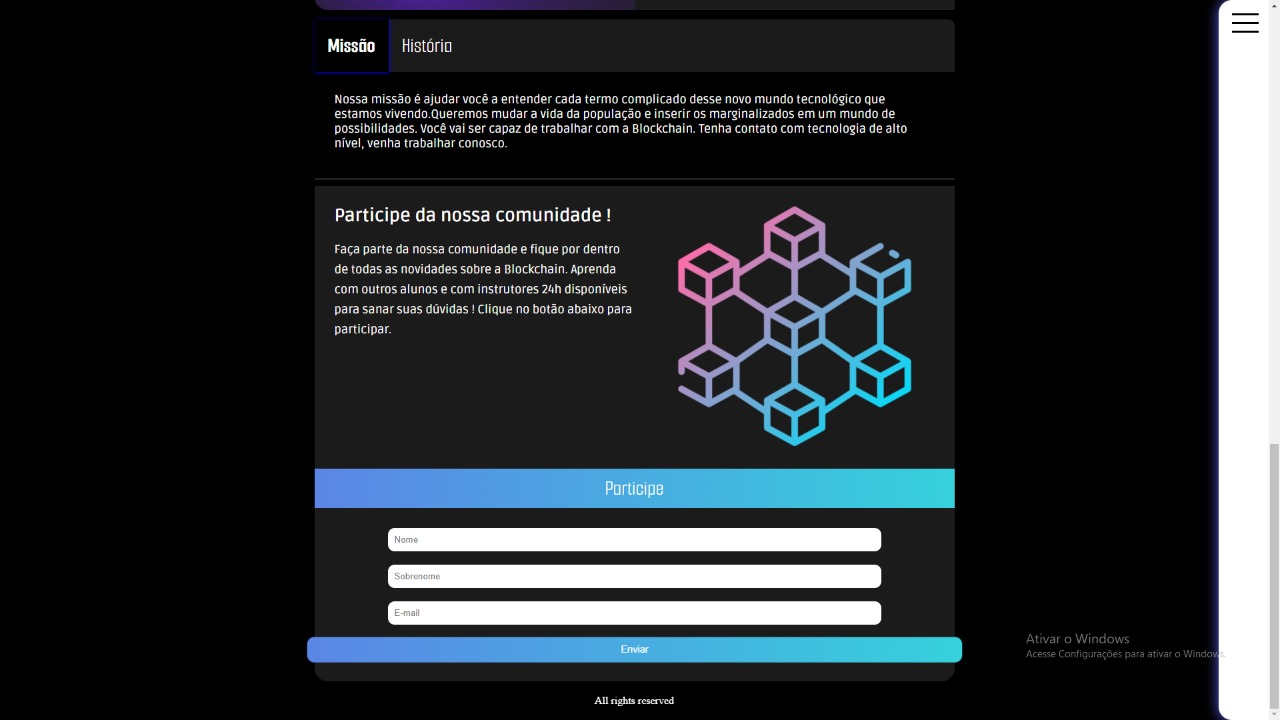 Missão
História
Nossa missão é ajudar você a entender cada termo complicado desse novo mundo tecnológico que
estamos vivendo.Queremos mudar a vida da população e inserir os marginalizados em um mundo de
possibilidades. Você vai ser capaz de trabalhar com a Blockchain. Tenha contato com tecnologia de alto
nível, venha trabalhar conosco.
Participe da nossa comunidade !
Faça parte da nossa comunidade e fique por dentro
de todas as novidades sobre a Blockchain. Aprenda
com outros alunos e com instrutores 24h disponíveis
para sanar suas dúvidas ! Clique no botão abaixo para
participar.
Participe
Nome
Sobrenome
E-mail
Enviar
Ativar o Windows
Acesse Configurações para ativar o Windows.
All rights reserved